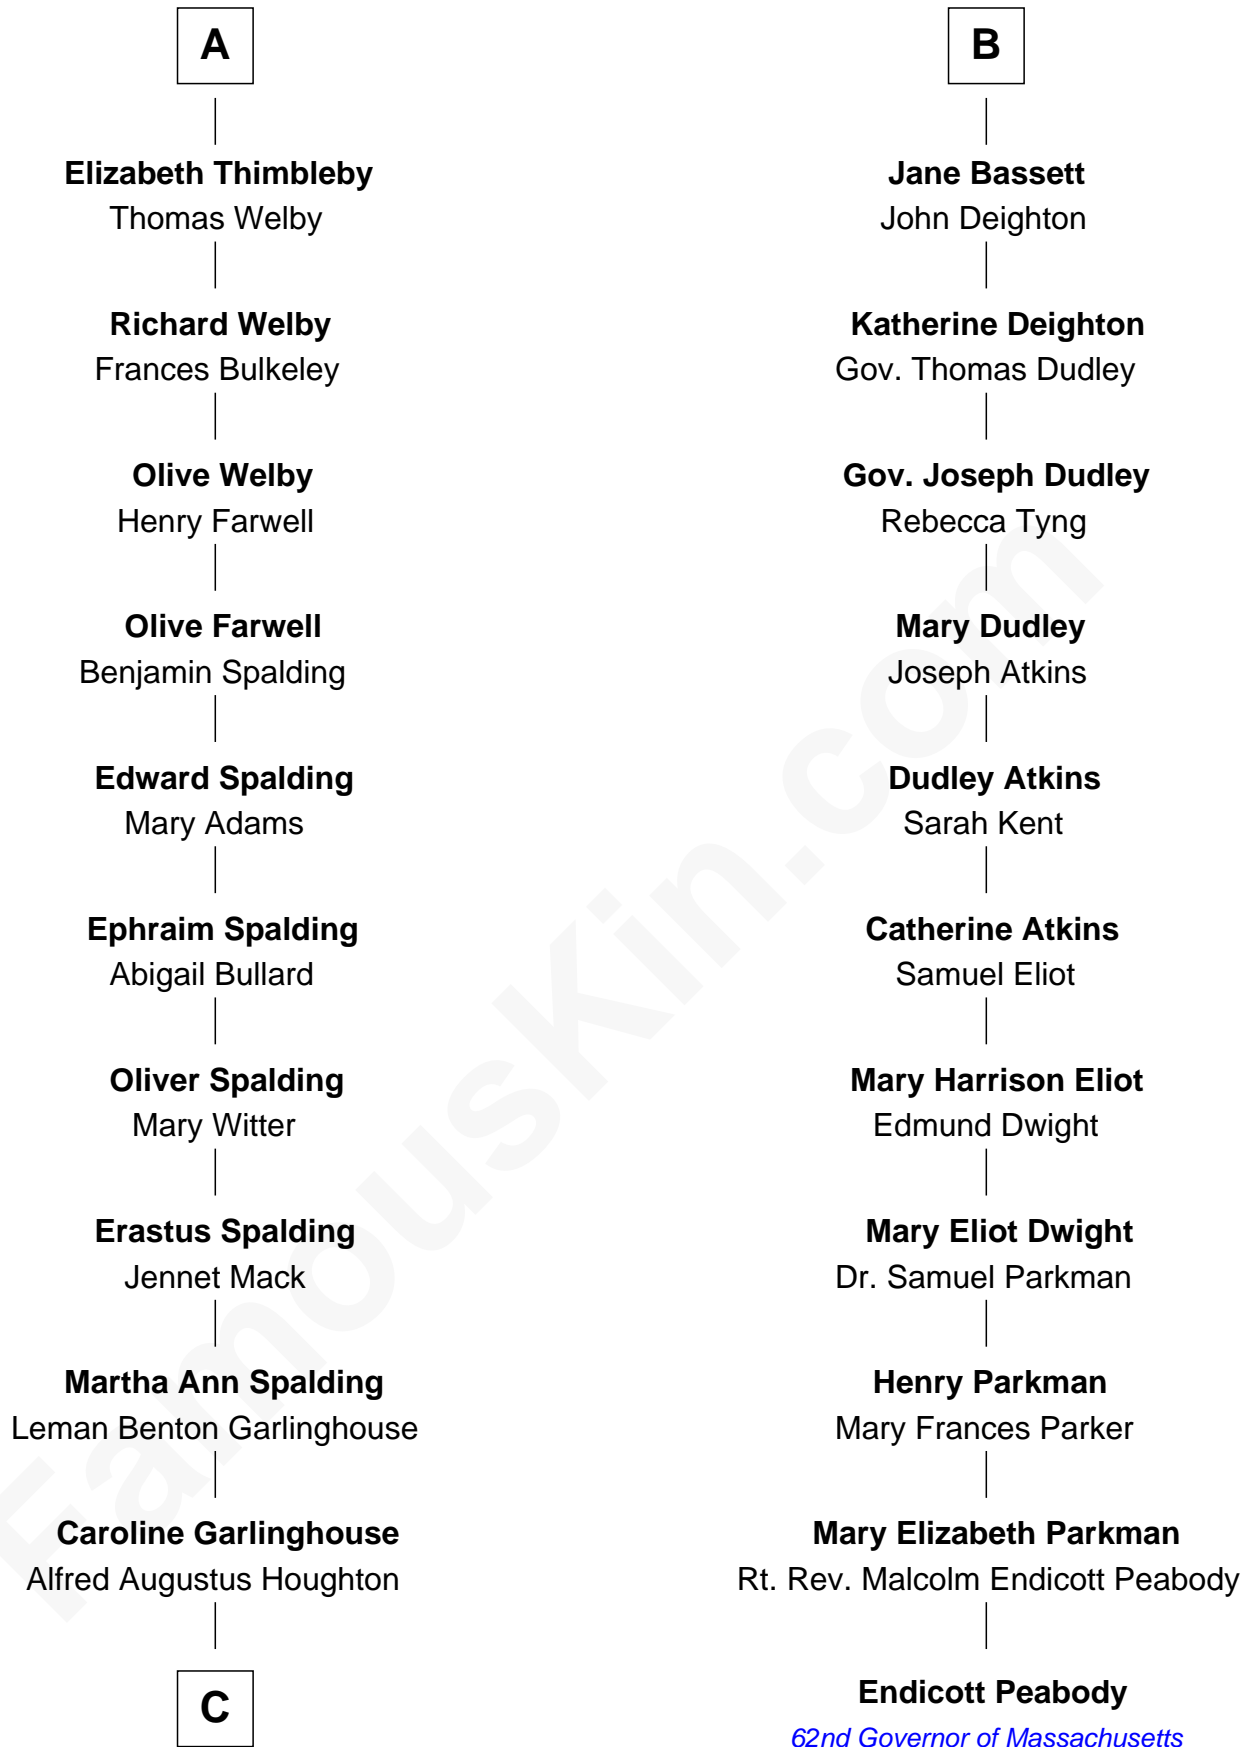 A
Elizabeth Thimbleby
Thomas Welby
Richard Welby
Frances Bulkeley
Olive Welby
Henry Farwell
Olive Farwell
Benjamin Spalding
Edward Spalding
Mary Adams
Ephraim Spalding
Abigail Bullard
Oliver Spalding
Mary Witter
Erastus Spalding
Jennet Mack
Martha Ann Spalding
Leman Benton Garlinghouse
Caroline Garlinghouse
Alfred Augustus Houghton
C
B
Jane Bassett
John Deighton
Katherine Deighton
Gov. Thomas Dudley
Gov. Joseph Dudley
Rebecca Tyng
Mary Dudley
Joseph Atkins
Dudley Atkins
Sarah Kent
Catherine Atkins
Samuel Eliot
Mary Harrison Eliot
Edmund Dwight
Mary Eliot Dwight
Dr. Samuel Parkman
Henry Parkman
Mary Frances Parker
Mary Elizabeth Parkman
Rt. Rev. Malcolm Endicott Peabody
Endicott Peabody
62nd Governor of Massachusetts
FamousKin.com